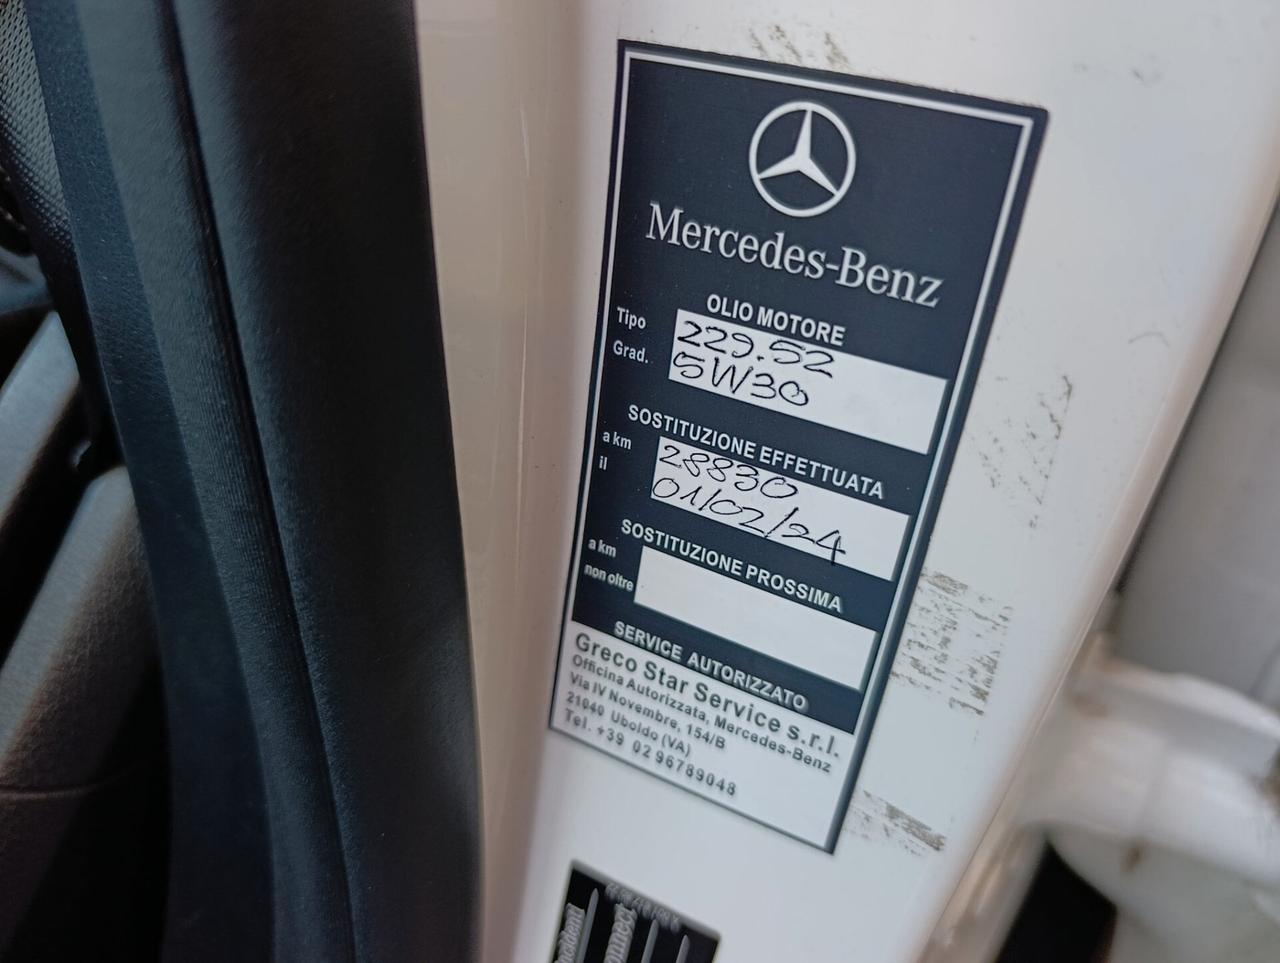 Mercedes-Benz
OLIO MOTORE
Tipo 229.52
Grad. 5W30
SOSTITUZIONE EFFETTUATA
a km 28830
il 01/02/24
SOSTITUZIONE PROSSIMA
a km
non oltre
SERVICE AUTORIZZATO
Greco Star Service s.r.l.
Officina Autorizzata, Mercedes-Benz
Via IV Novembre, 154/B
21040 Uboldo (VA)
Tel. +39 02 96789048